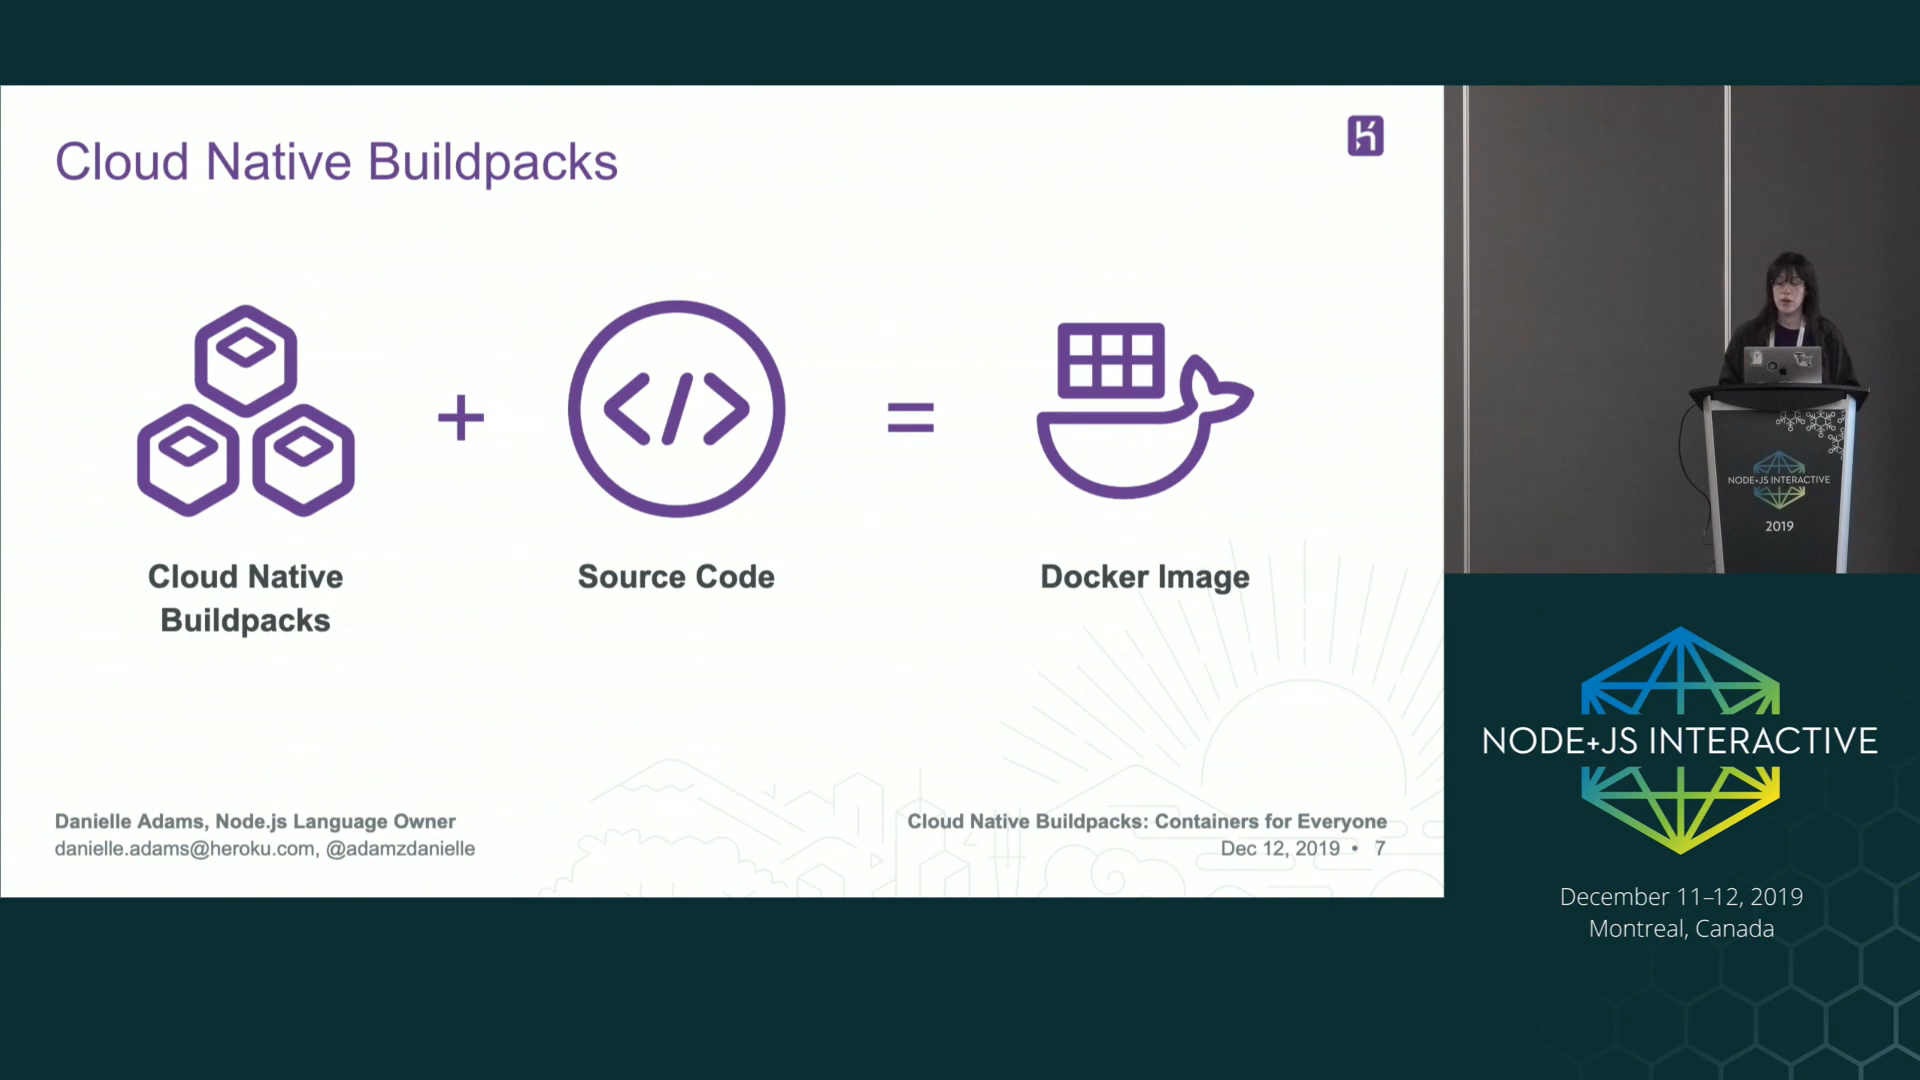 Cloud Native Buildpacks
+
</>
=
Cloud Native
Buildpacks
Source Code
Docker Image
Danielle Adams, Node.js Language Owner
danielle.adams@heroku.com, @adamzdanielle
Cloud Native Buildpacks: Containers for Everyone
Dec 12, 2019 • 7
NODE+JS INTERACTIVE
2019
NODE+JS INTERACTIVE
December 11–12, 2019
Montreal, Canada